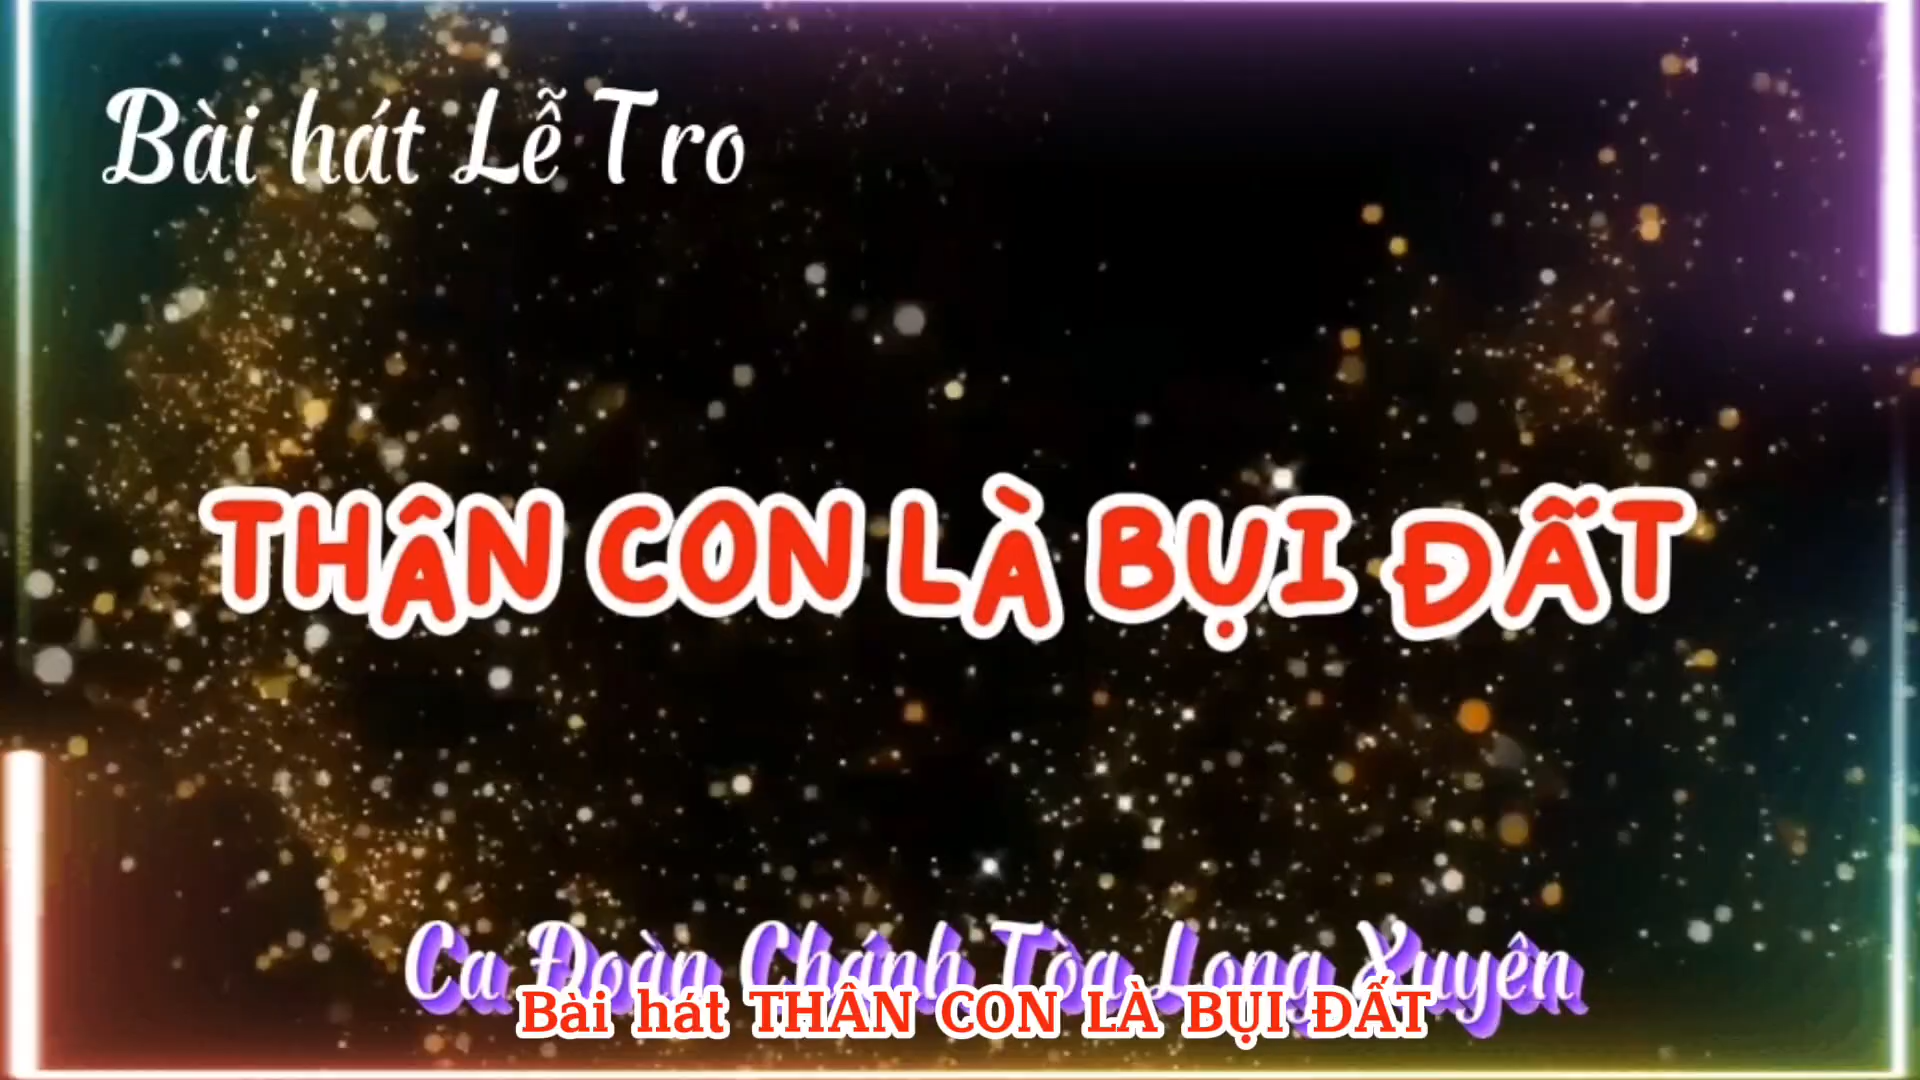 Bài hát Lễ Tro
THÂN CON LÀ BỤI ĐẤT
Ca Đoàn Chánh Tòa Long Xuyên
Bài hát THÂN CON LÀ BỤI ĐẤT